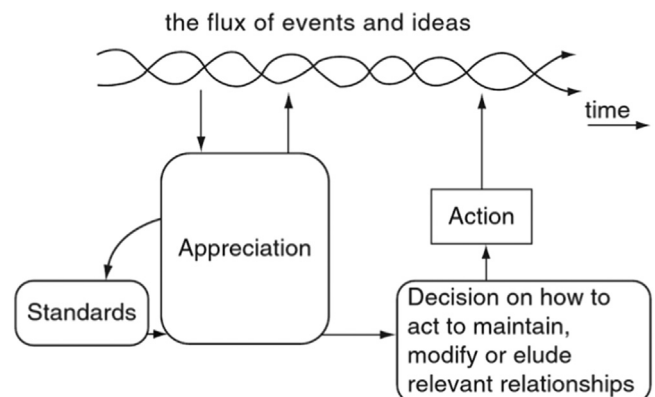 the flux of events and ideas
time
Appreciation
Action
Standards
Decision on how to
act to maintain,
modify or elude
relevant relationships